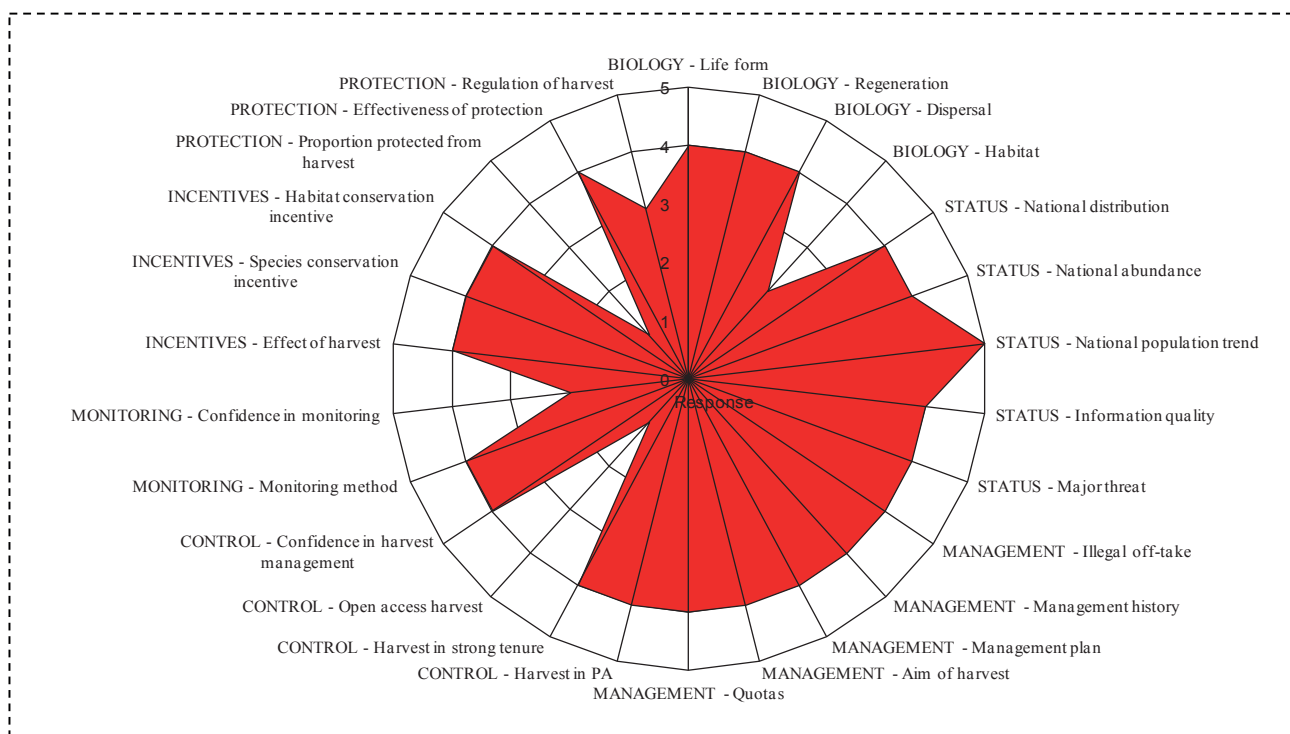 BIOLOGY - Life form
BIOLOGY - Regeneration
BIOLOGY - Dispersal
BIOLOGY - Habitat
STATUS - National distribution
STATUS - National abundance
STATUS - National population trend
STATUS - Information quality
STATUS - Major threat
MANAGEMENT - Illegal off-take
MANAGEMENT - Management history
MANAGEMENT - Management plan
MANAGEMENT - Aim of harvest
MANAGEMENT - Quotas
CONTROL - Harvest in PA
CONTROL - Harvest in strong tenure
CONTROL - Open access harvest
CONTROL - Confidence in harvest
management
MONITORING - Monitoring method
MONITORING - Confidence in monitoring
INCENTIVES - Effect of harvest
INCENTIVES - Species conservation
incentive
INCENTIVES - Habitat conservation
incentive
PROTECTION - Proportion protected from
harvest
PROTECTION - Effectiveness of protection
PROTECTION - Regulation of harvest
5
4
3
2
1
0
Response